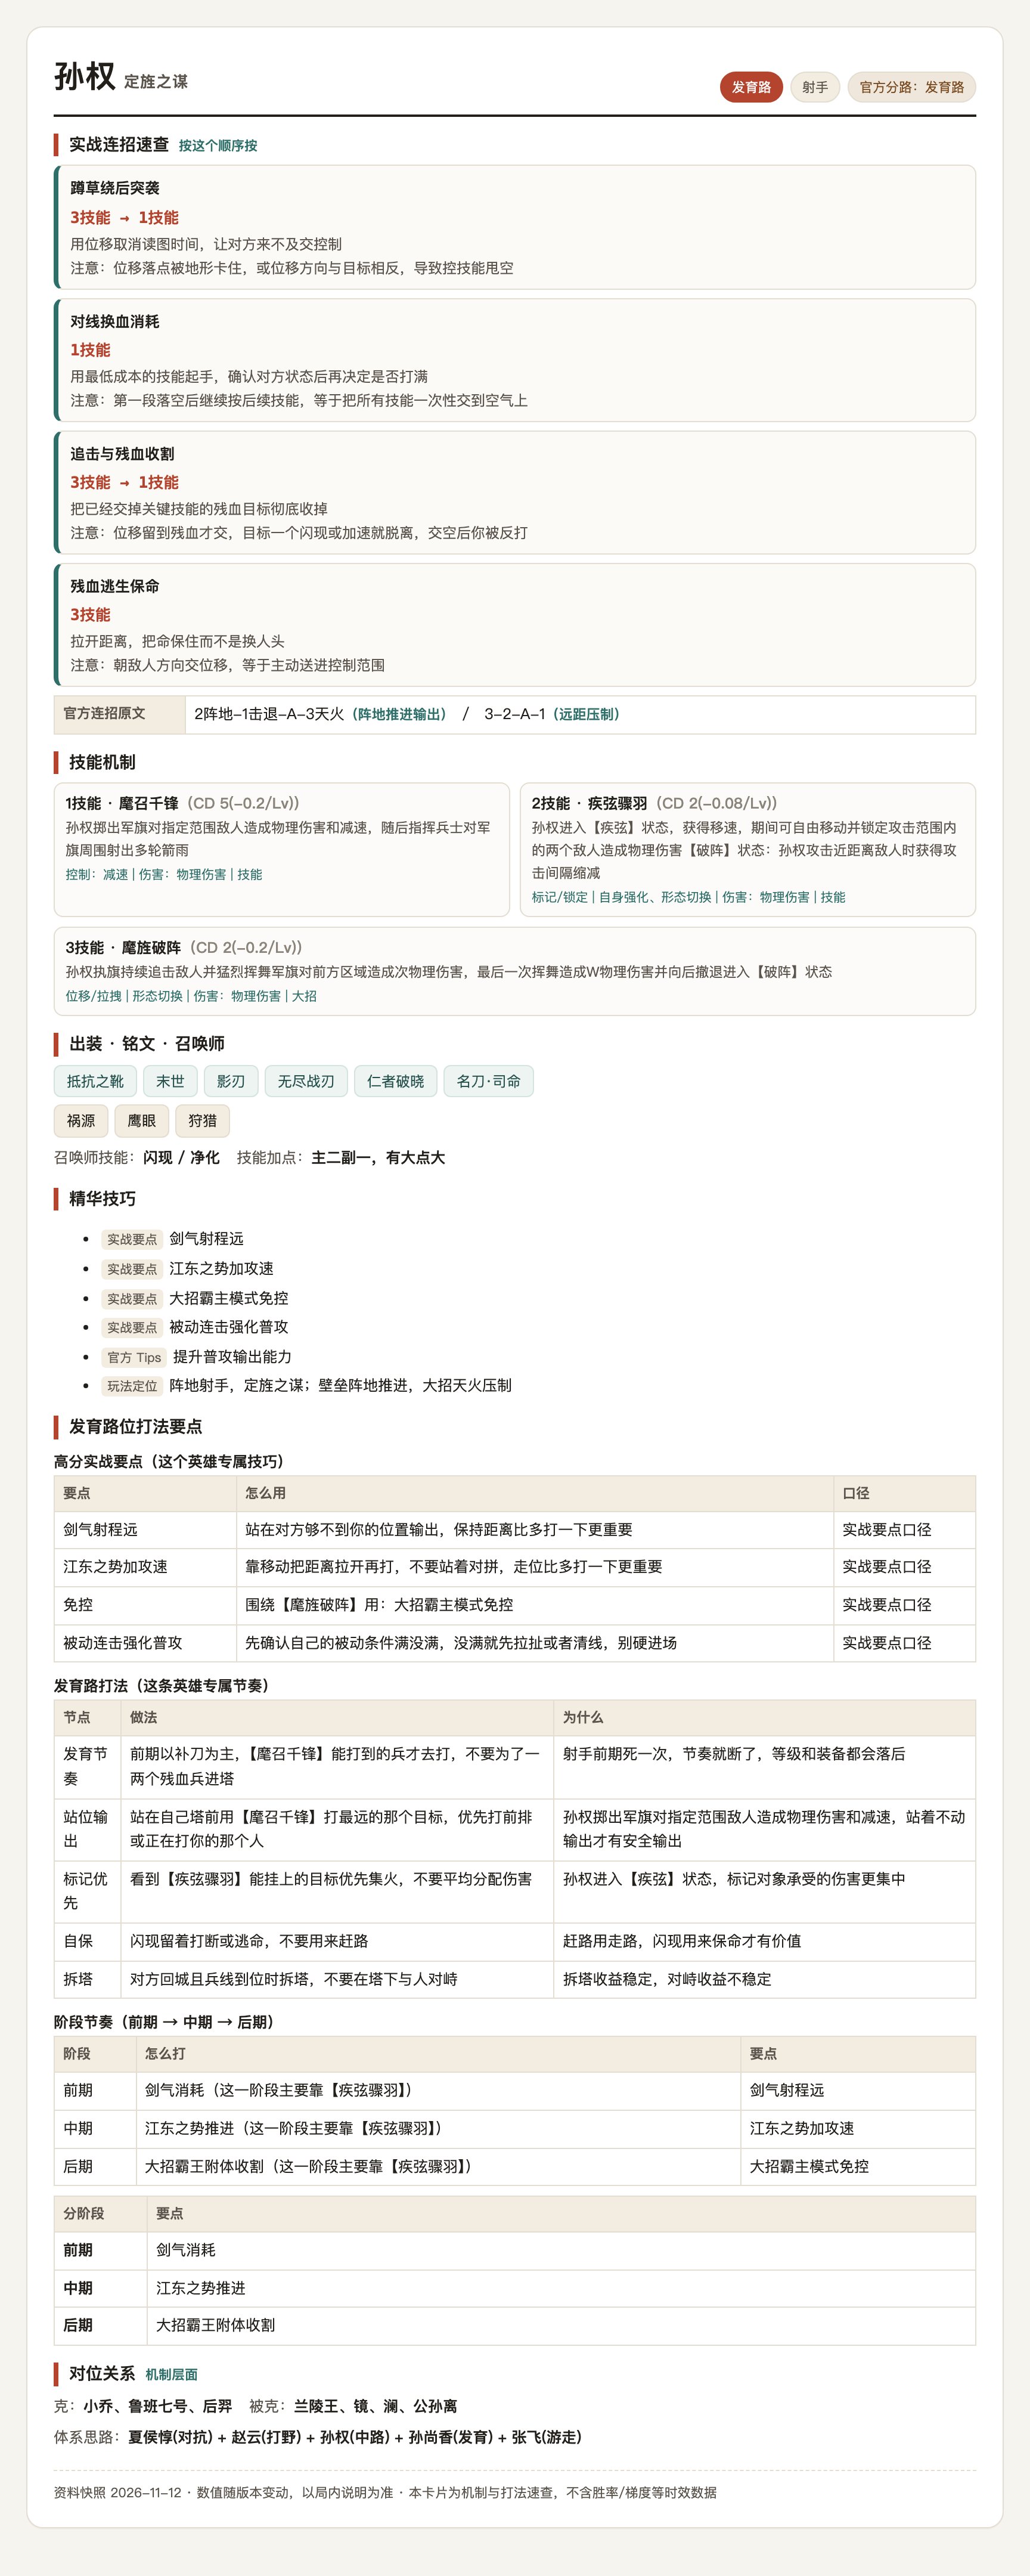 孙权 定旌之谋
发育路 射手 官方分路：发育路
实战连招速查 按这个顺序按
蹲草绕后突袭
3技能 → 1技能
用位移取消读图时间，让对方来不及交控制
注意：位移落点被地形卡住，或位移方向与目标相反，导致控技能甩空
对线换血消耗
1技能
用最低成本的技能起手，确认对方状态后再决定是否打满
注意：第一段落空后继续按后续技能，等于把所有技能一次性交到空气上
追击与残血收割
3技能 → 1技能
把已经交掉关键技能的残血目标彻底收掉
注意：位移留到残血才交，目标一个闪现或加速就脱离，交空后你被反打
残血逃生保命
3技能
拉开距离，把命保住而不是换人头
注意：朝敌人方向交位移，等于主动送进控制范围
官方连招原文 2阵地-1击退-A-3天火（阵地推进输出） / 3-2-A-1（远距压制）
技能机制
1技能 · 麾召千锋（CD 5(-0.2/Lv)）
孙权掷出军旗对指定范围敌人造成物理伤害和减速，随后指挥兵士对军
旗周围射出多轮箭雨
控制：减速 | 伤害：物理伤害 | 技能
2技能 · 疾弦骤羽（CD 2(-0.08/Lv)）
孙权进入【疾弦】状态，获得移速，期间可自由移动并锁定攻击范围内
的两个敌人造成物理伤害【破阵】状态：孙权攻击近距离敌人时获得攻
击间隔缩减
标记/锁定 | 自身强化、形态切换 | 伤害：物理伤害 | 技能
3技能 · 麾旌破阵（CD 2(-0.2/Lv)）
孙权执旗持续追击敌人并猛烈挥舞军旗对前方区域造成次物理伤害，最后一次挥舞造成W物理伤害并向后撤退进入【破阵】状态
位移/拉拽 | 形态切换 | 伤害：物理伤害 | 大招
出装 · 铭文 · 召唤师
抵抗之靴 末世 影刃 无尽战刃 仁者破晓 名刀·司命
祸源 鹰眼 狩猎
召唤师技能：闪现 / 净化 技能加点：主二副一，有大点大
精华技巧
• 实战要点 剑气射程远
• 实战要点 江东之势加攻速
• 实战要点 大招霸主模式免控
• 实战要点 被动连击强化普攻
• 官方 Tips 提升普攻输出能力
• 玩法定位 阵地射手，定旌之谋；壁垒阵地推进，大招天火压制
发育路位打法要点
高分实战要点（这个英雄专属技巧）
要点 怎么用 口径
剑气射程远 站在对方够不到你的位置输出，保持距离比多打一下更重要 实战要点口径
江东之势加攻速 靠移动把距离拉开再打，不要站着对拼，走位比多打一下更重要 实战要点口径
免控 围绕【麾旌破阵】用：大招霸主模式免控 实战要点口径
被动连击强化普攻 先确认自己的被动条件满没满，没满就先拉扯或者清线，别硬进场 实战要点口径
发育路打法（这条英雄专属节奏）
节点 做法 为什么
发育节奏 前期以补刀为主，【麾召千锋】能打到的兵才去打，不要为了一两个残血兵进塔 射手前期死一次，节奏就断了，等级和装备都会落后
站位输出 站在自己塔前用【麾召千锋】打最远的那个目标，优先打前排或正在打你的那个人 孙权掷出军旗对指定范围敌人造成物理伤害和减速，站着不动输出才有安全输出
标记优先 看到【疾弦骤羽】能挂上的目标优先集火，不要平均分配伤害 孙权进入【疾弦】状态，标记对象承受的伤害更集中
自保 闪现留着打断或逃命，不要用来赶路 赶路用走路，闪现用来保命才有价值
拆塔 对方回城且兵线到位时拆塔，不要在塔下与人对峙 拆塔收益稳定，对峙收益不稳定
阶段节奏（前期 → 中期 → 后期）
阶段 怎么打 要点
前期 剑气消耗（这一阶段主要靠【疾弦骤羽】） 剑气射程远
中期 江东之势推进（这一阶段主要靠【疾弦骤羽】） 江东之势加攻速
后期 大招霸王附体收割（这一阶段主要靠【疾弦骤羽】） 大招霸主模式免控
分阶段 要点
前期 剑气消耗
中期 江东之势推进
后期 大招霸王附体收割
对位关系 机制层面
克：小乔、鲁班七号、后羿 被克：兰陵王、镜、澜、公孙离
体系思路：夏侯惇(对抗) + 赵云(打野) + 孙权(中路) + 孙尚香(发育) + 张飞(游走)
资料快照 2026-11-12 · 数值随版本变动，以局内说明为准 · 本卡片为机制与打法速查，不含胜率/梯度等时效数据